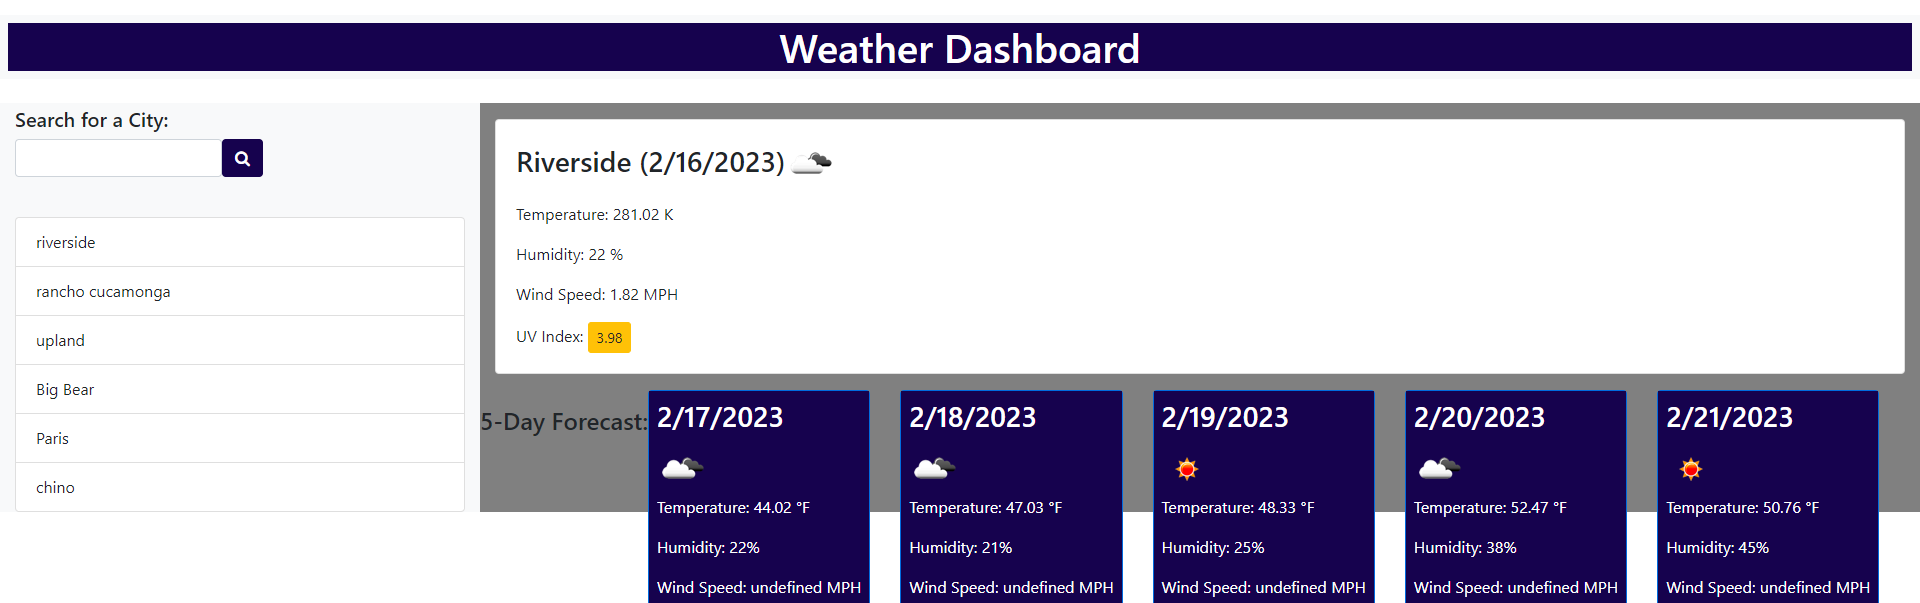 Weather Dashboard
Search for a City:
riverside
rancho cucamonga
upland
Big Bear
Paris
chino
Riverside (2/16/2023)
Temperature: 281.02 K
Humidity: 22 %
Wind Speed: 1.82 MPH
UV Index: 3.98
5-Day Forecast:
2/17/2023
Temperature: 44.02 °F
Humidity: 22%
Wind Speed: undefined MPH
2/18/2023
Temperature: 47.03 °F
Humidity: 21%
Wind Speed: undefined MPH
2/19/2023
Temperature: 48.33 °F
Humidity: 25%
Wind Speed: undefined MPH
2/20/2023
Temperature: 52.47 °F
Humidity: 38%
Wind Speed: undefined MPH
2/21/2023
Temperature: 50.76 °F
Humidity: 45%
Wind Speed: undefined MPH